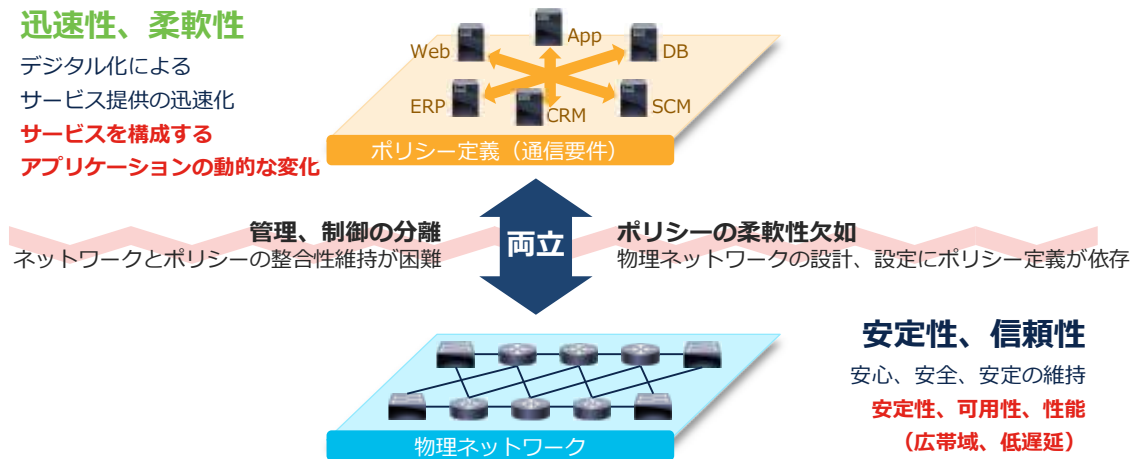 迅速性、柔軟性
デジタル化による
サービス提供の迅速化
サービスを構成する
アプリケーションの動的な変化
Web
App
DB
ERP
CRM
SCM
ポリシー定義（通信要件）
管理、制御の分離
ネットワークとポリシーの整合性維持が困難
両立
ポリシーの柔軟性欠如
物理ネットワークの設計、設定にポリシー定義が依存
安定性、信頼性
安心、安全、安定の維持
安定性、可用性、性能
（広帯域、低遅延）
物理ネットワーク